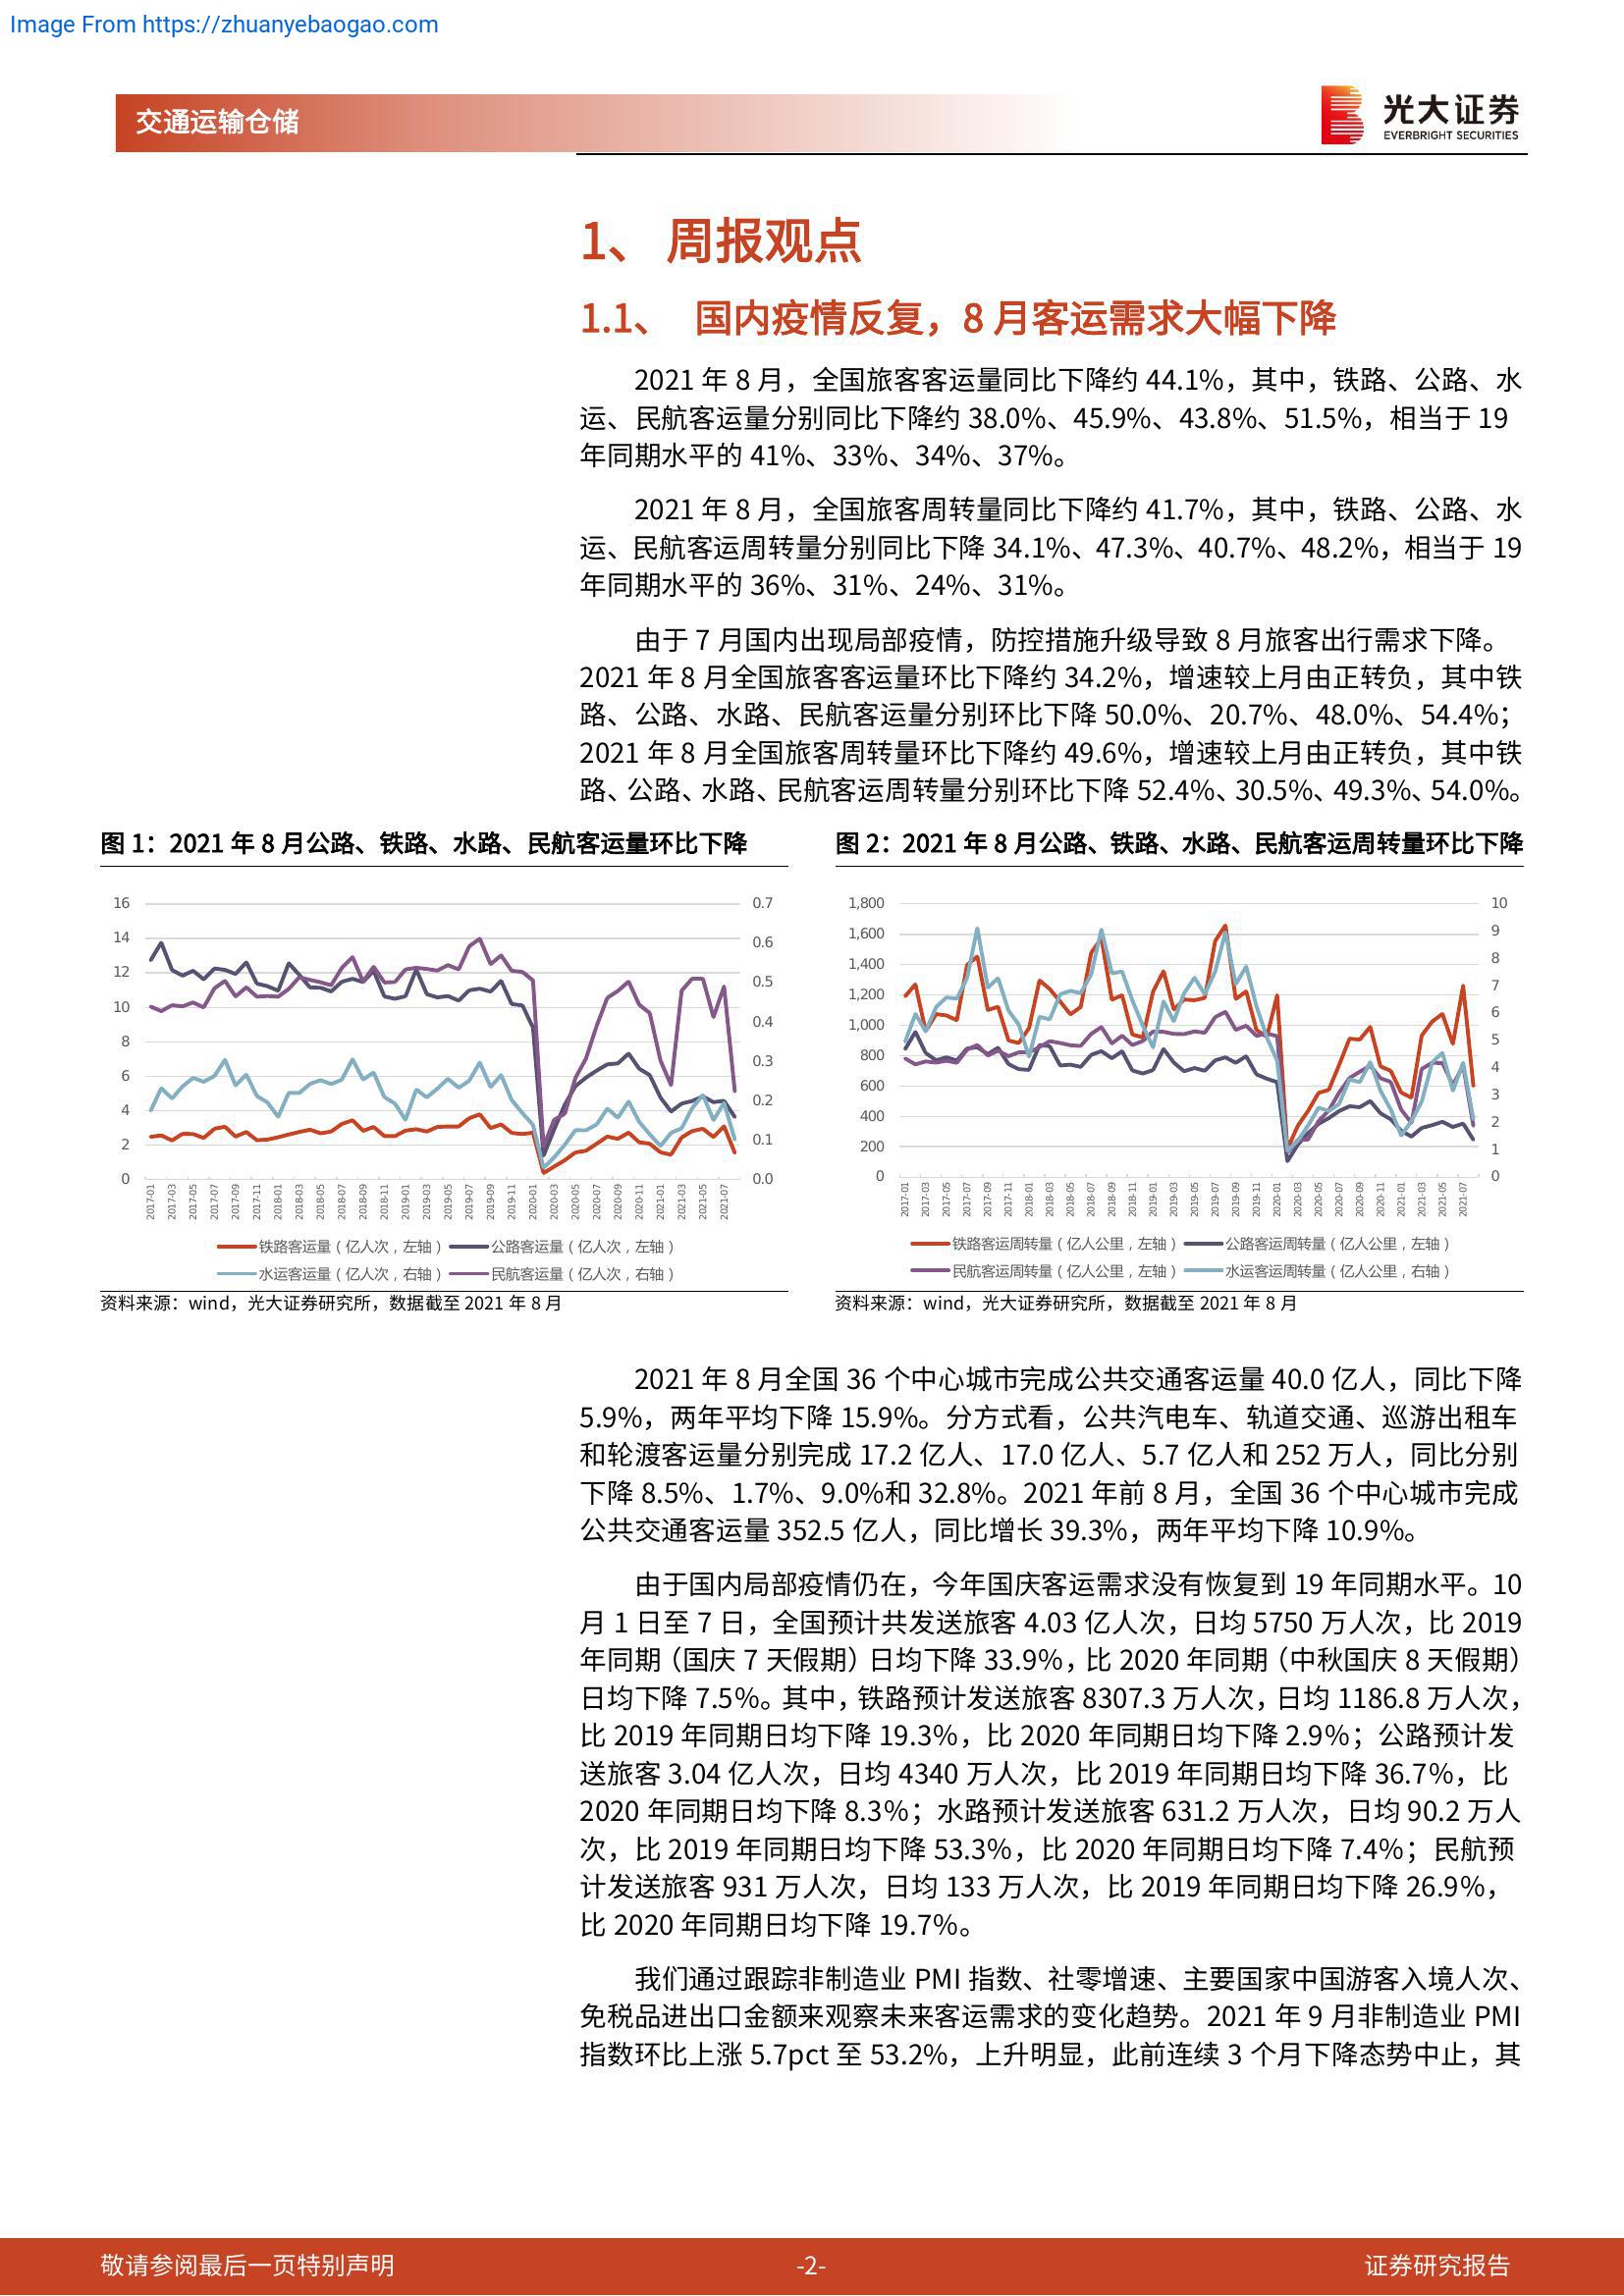 Image From https://zhuanyebaogao.com
交通运输仓储
光大证券
EVERBRIGHT SECURITIES
1、 周报观点
1.1、 国内疫情反复，8 月客运需求大幅下降
2021 年 8 月，全国旅客客运量同比下降约 44.1%，其中，铁路、公路、水
运、民航客运量分别同比下降约 38.0%、45.9%、43.8%、51.5%，相当于 19
年同期水平的 41%、33%、34%、37%。
2021 年 8 月，全国旅客周转量同比下降约 41.7%，其中，铁路、公路、水
运、民航客运周转量分别同比下降 34.1%、47.3%、40.7%、48.2%，相当于 19
年同期水平的 36%、31%、24%、31%。
由于 7 月国内出现局部疫情，防控措施升级导致 8 月旅客出行需求下降。
2021 年 8 月全国旅客客运量环比下降约 34.2%，增速较上月由正转负，其中铁
路、公路、水路、民航客运量分别环比下降 50.0%、20.7%、48.0%、54.4%；
2021 年 8 月全国旅客周转量环比下降约 49.6%，增速较上月由正转负，其中铁
路、公路、水路、民航客运周转量分别环比下降 52.4%、30.5%、49.3%、54.0%。
图 1：2021 年 8 月公路、铁路、水路、民航客运量环比下降
16
14
12
10
8
6
4
2
0
0.7
0.6
0.5
0.4
0.3
0.2
0.1
0.0
2017-01
2017-03
2017-05
2017-07
2017-09
2017-11
2018-01
2018-03
2018-05
2018-07
2018-09
2018-11
2019-01
2019-03
2019-05
2019-07
2019-09
2019-11
2020-01
2020-03
2020-05
2020-07
2020-09
2020-11
2021-01
2021-03
2021-05
2021-07
铁路客运量（亿人次，左轴） 公路客运量（亿人次，左轴）
水运客运量（亿人次，右轴） 民航客运量（亿人次，右轴）
资料来源：wind，光大证券研究所，数据截至 2021 年 8 月
图 2：2021 年 8 月公路、铁路、水路、民航客运周转量环比下降
1,800
1,600
1,400
1,200
1,000
800
600
400
200
0
10
9
8
7
6
5
4
3
2
1
0
2017-01
2017-03
2017-05
2017-07
2017-09
2017-11
2018-01
2018-03
2018-05
2018-07
2018-09
2018-11
2019-01
2019-03
2019-05
2019-07
2019-09
2019-11
2020-01
2020-03
2020-05
2020-07
2020-09
2020-11
2021-01
2021-03
2021-05
2021-07
铁路客运周转量（亿人公里，左轴） 公路客运周转量（亿人公里，左轴）
民航客运周转量（亿人公里，左轴） 水运客运周转量（亿人公里，右轴）
资料来源：wind，光大证券研究所，数据截至 2021 年 8 月
2021 年 8 月全国 36 个中心城市完成公共交通客运量 40.0 亿人，同比下降
5.9%，两年平均下降 15.9%。分方式看，公共汽电车、轨道交通、巡游出租车
和轮渡客运量分别完成 17.2 亿人、17.0 亿人、5.7 亿人和 252 万人，同比分别
下降 8.5%、1.7%、9.0%和 32.8%。2021 年前 8 月，全国 36 个中心城市完成
公共交通客运量 352.5 亿人，同比增长 39.3%，两年平均下降 10.9%。
由于国内局部疫情仍在，今年国庆客运需求没有恢复到 19 年同期水平。10
月 1 日至 7 日，全国预计共发送旅客 4.03 亿人次，日均 5750 万人次，比 2019
年同期（国庆 7 天假期）日均下降 33.9%，比 2020 年同期（中秋国庆 8 天假期）
日均下降 7.5%。其中，铁路预计发送旅客 8307.3 万人次，日均 1186.8 万人次，
比 2019 年同期日均下降 19.3%，比 2020 年同期日均下降 2.9%；公路预计发
送旅客 3.04 亿人次，日均 4340 万人次，比 2019 年同期日均下降 36.7%，比
2020 年同期日均下降 8.3%；水路预计发送旅客 631.2 万人次，日均 90.2 万人
次，比 2019 年同期日均下降 53.3%，比 2020 年同期日均下降 7.4%；民航预
计发送旅客 931 万人次，日均 133 万人次，比 2019 年同期日均下降 26.9%，
比 2020 年同期日均下降 19.7%。
我们通过跟踪非制造业 PMI 指数、社零增速、主要国家中国游客入境人次、
免税品进出口金额来观察未来客运需求的变化趋势。2021 年 9 月非制造业 PMI
指数环比上涨 5.7pct 至 53.2%，上升明显，此前连续 3 个月下降态势中止，其
敬请参阅最后一页特别声明
-2-
证券研究报告